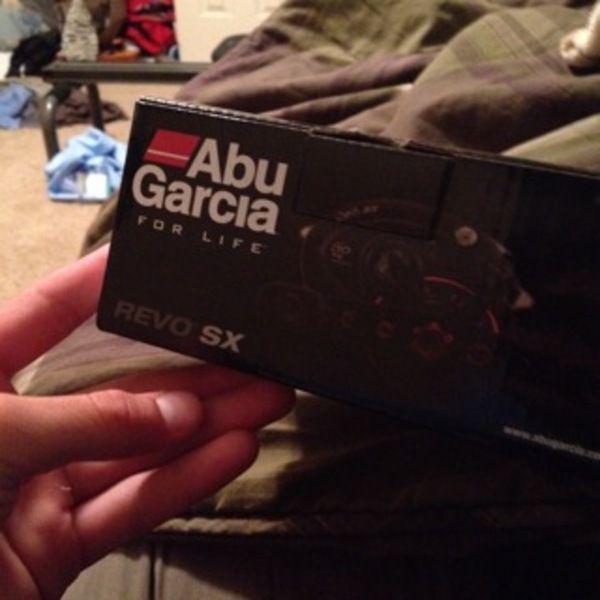 Abu
Garcia
FOR LIFE
REVO SX